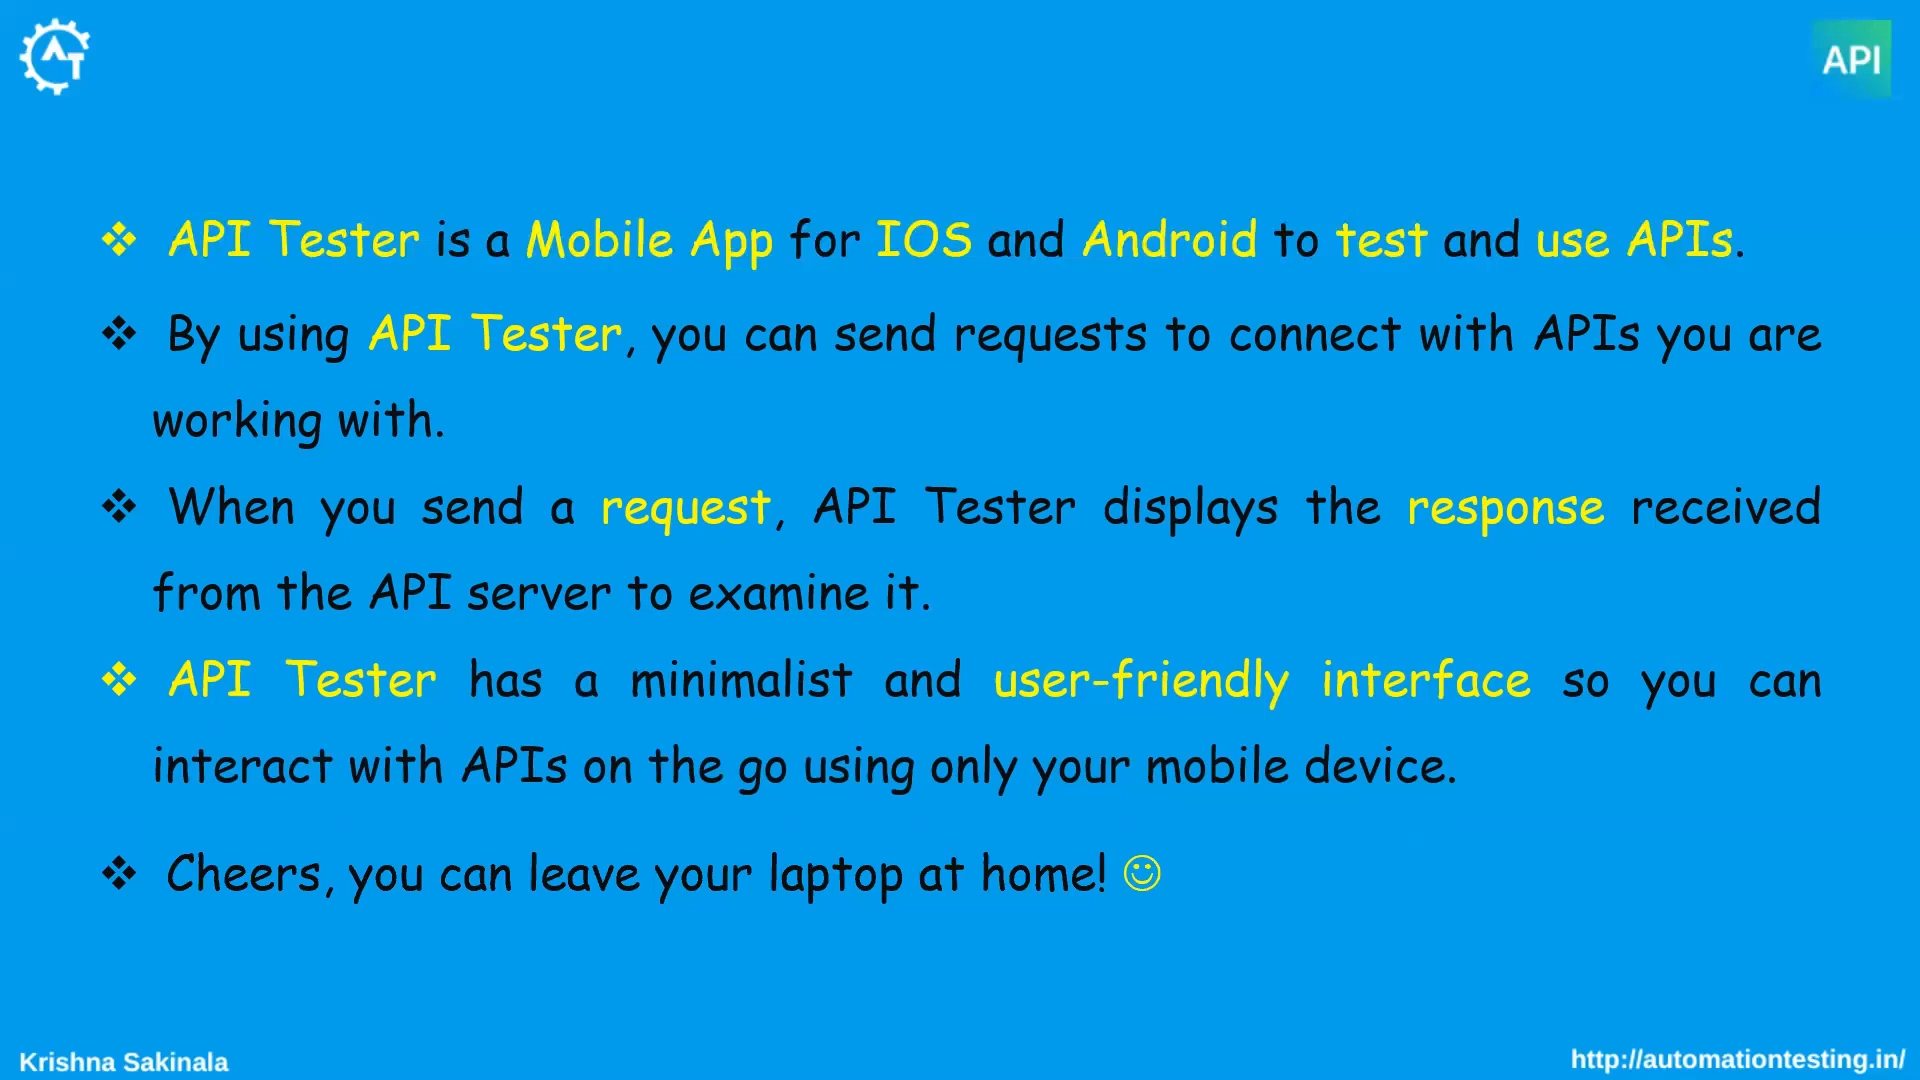 AT
API
❖ API Tester is a Mobile App for IOS and Android to test and use APIs.
❖ By using API Tester, you can send requests to connect with APIs you are
working with.
❖ When you send a request, API Tester displays the response received
from the API server to examine it.
❖ API Tester has a minimalist and user-friendly interface so you can
interact with APIs on the go using only your mobile device.
❖ Cheers, you can leave your laptop at home! ☺
Krishna Sakinala
http://automationtesting.in/